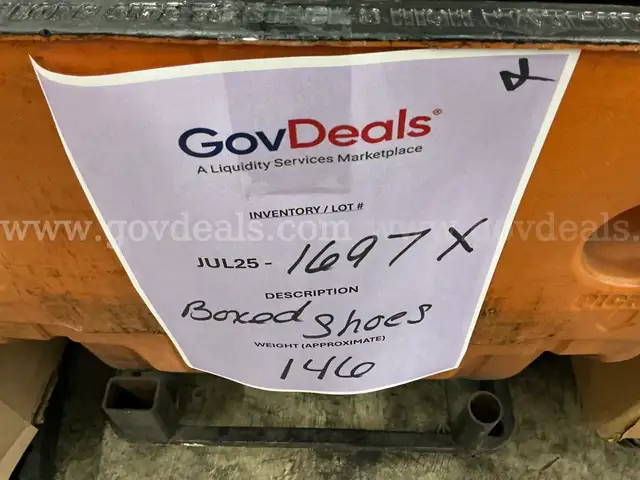 GovDeals®
A Liquidity Services Marketplace
INVENTORY / LOT #
www.govdeals.com www.govdeals.com
JUL25 - 1697 X
DESCRIPTION
Boxed Shoes
WEIGHT (APPROXIMATE)
146